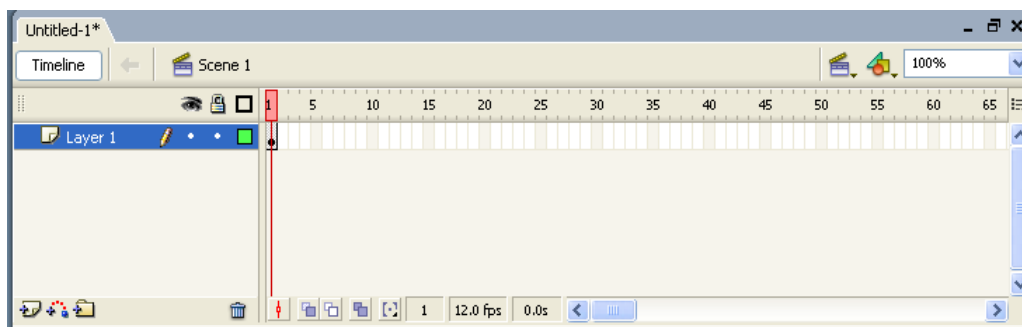 Untitled-1*
Timeline Scene 1 100%
1 5 10 15 20 25 30 35 40 45 50 55 60 65
Layer 1
1 12.0 fps 0.0s